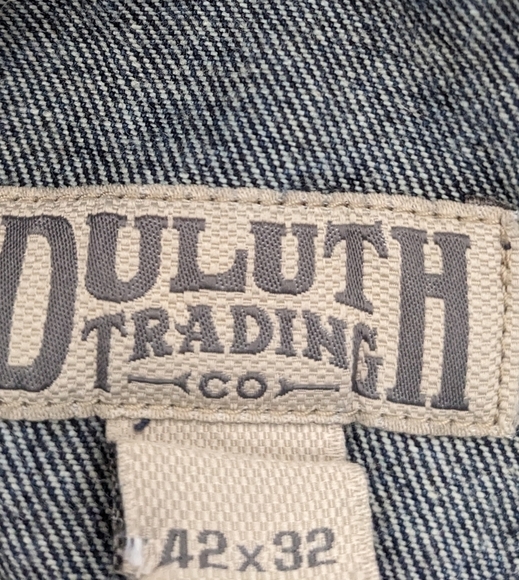 DULUTH
TRADING
CO
42x32